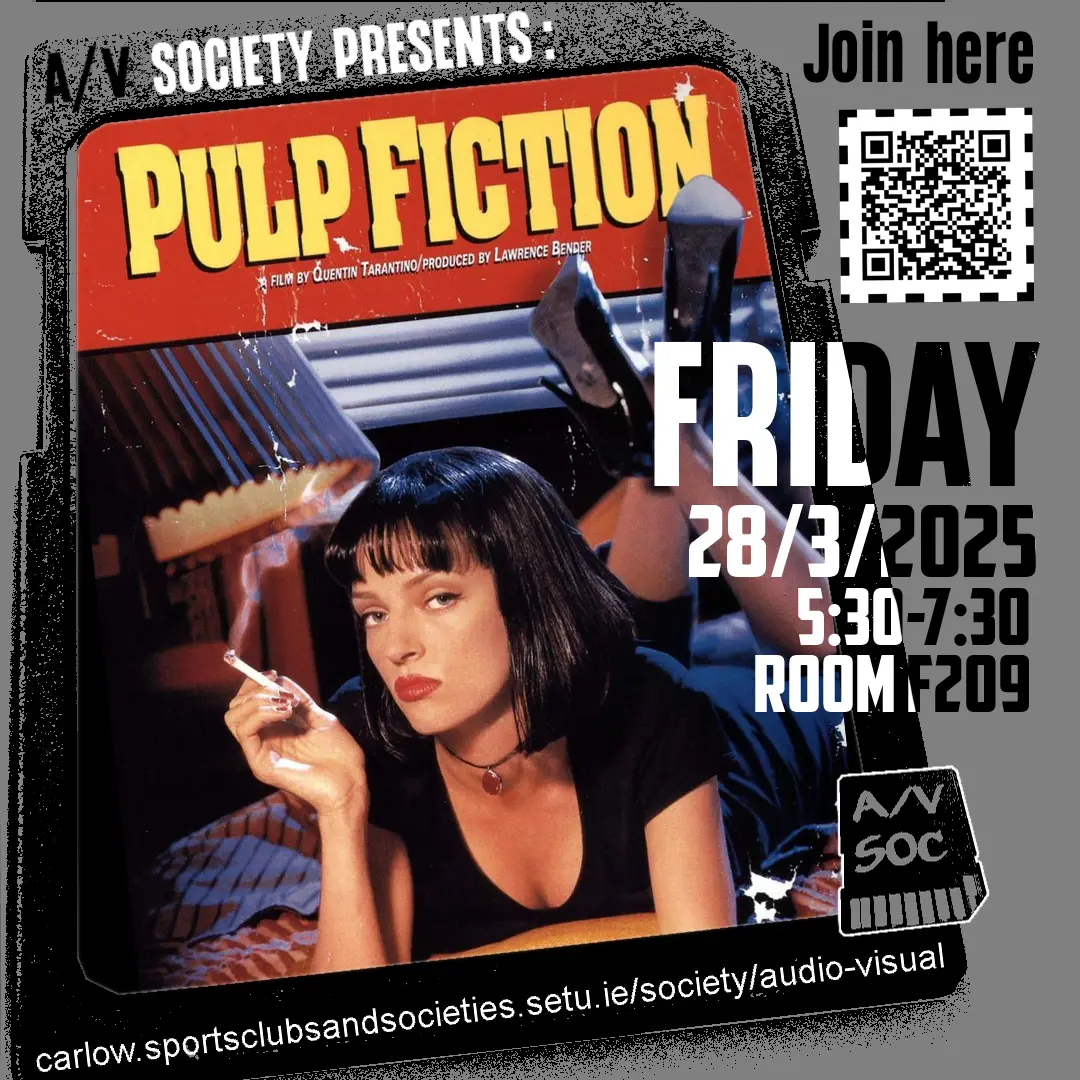 A/V SOCIETY PRESENTS:
Join here
PULP FICTION
A FILM BY QUENTIN TARANTINO/PRODUCED BY LAWRENCE BENDER
FRIDAY
28/3/2025
5:30-7:30
ROOM F209
A/V
SOC
carlow.sportsclubsandsocieties.setu.ie/society/audio-visual